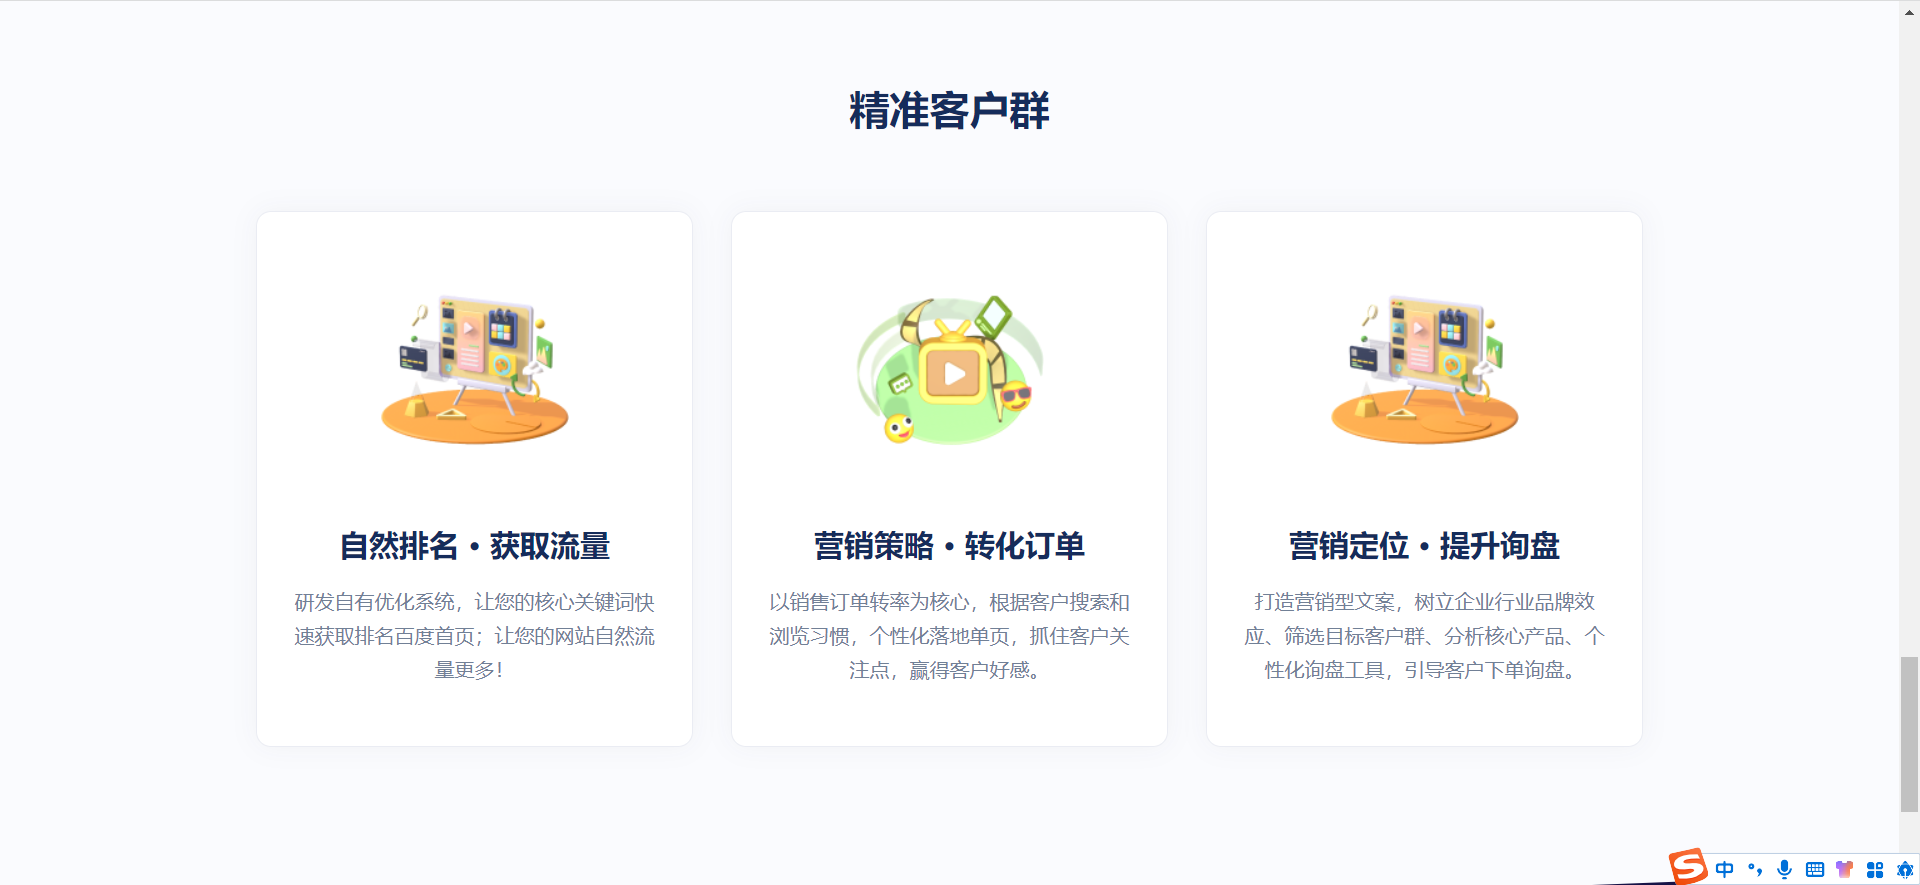 精准客户群
自然排名·获取流量
研发自有优化系统，让您的核心关键词快
速获取排名百度首页；让您的网站自然流
量更多！
营销策略·转化订单
以销售订单转率为核心，根据客户搜索和
浏览习惯，个性化落地单页，抓住客户关
注点，赢得客户好感。
营销定位·提升询盘
打造营销型文案，树立企业行业品牌效
应、筛选目标客户群、分析核心产品、个
性化询盘工具，引导客户下单询盘。
中